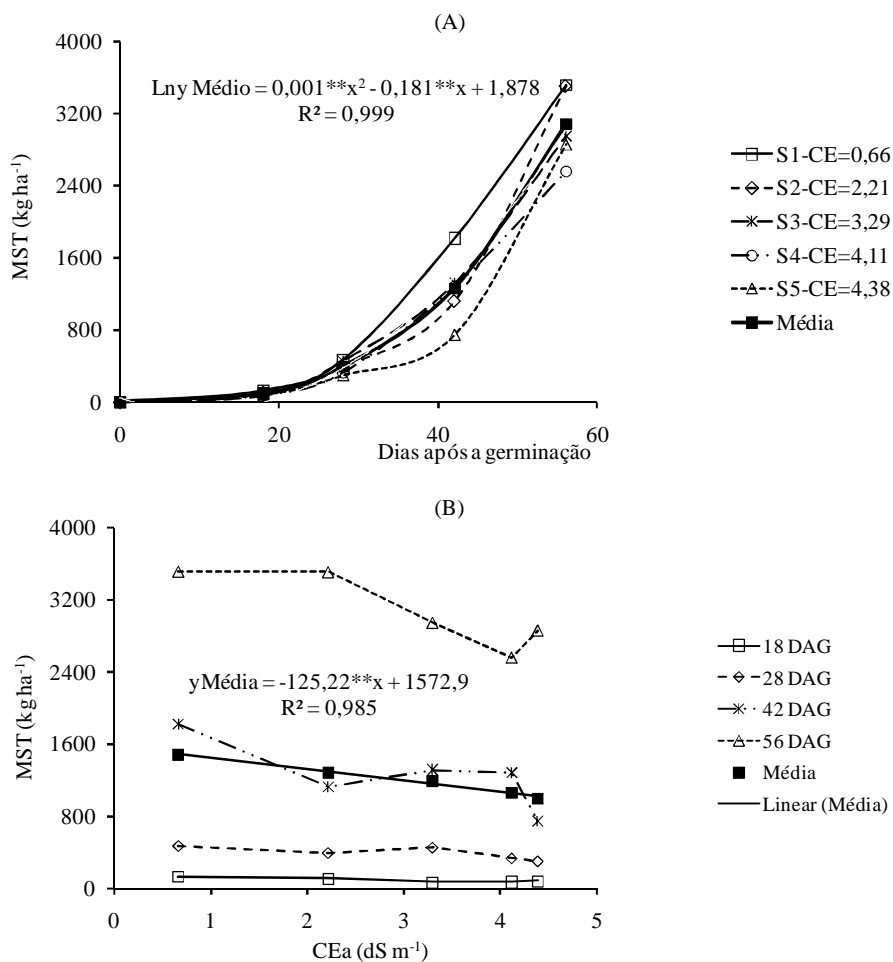 (A)
4000
3200
2400
1600
800
0
MST (kg ha⁻¹)
Lny Médio = 0,001**x² - 0,181**x + 1,878
R² = 0,999
0 20 40 60
Dias após a germinação
S1-CE=0,66
S2-CE=2,21
S3-CE=3,29
S4-CE=4,11
S5-CE=4,38
Média
(B)
4000
3200
2400
1600
800
0
MST (kg ha⁻¹)
yMédia = -125,22**x + 1572,9
R² = 0,985
0 1 2 3 4 5
CEa (dS m⁻¹)
18 DAG
28 DAG
42 DAG
56 DAG
Média
Linear (Média)